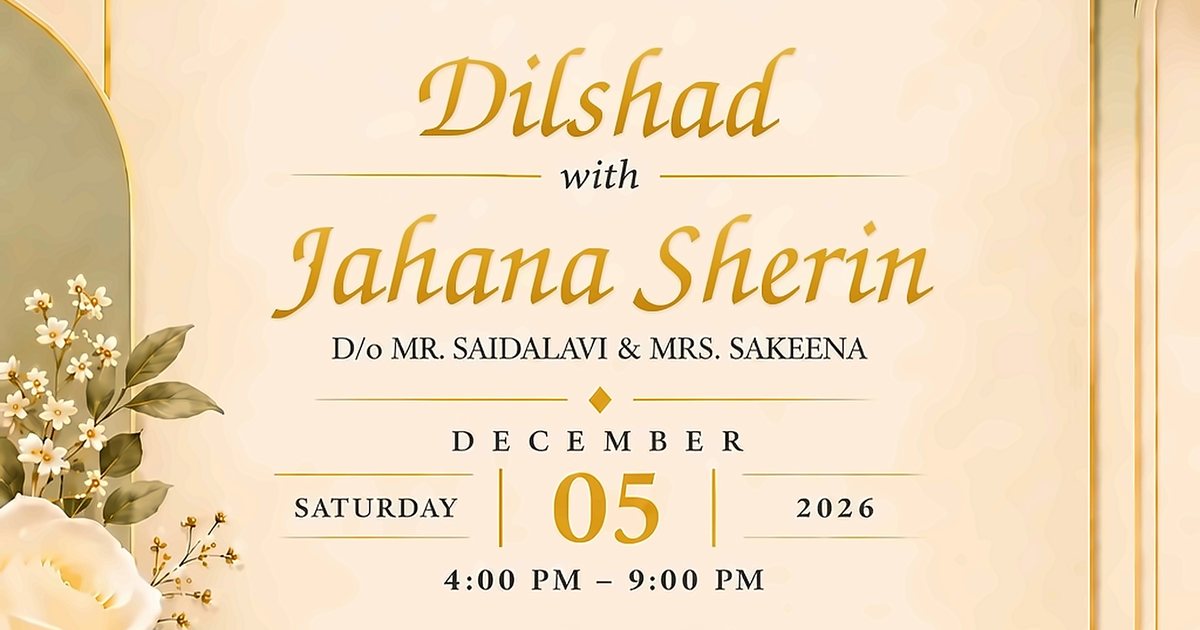 Dilshad
with
Jahana Sherin
D/o MR. SAIDALAVI & MRS. SAKEENA
DECEMBER
SATURDAY 05 2026
4:00 PM – 9:00 PM